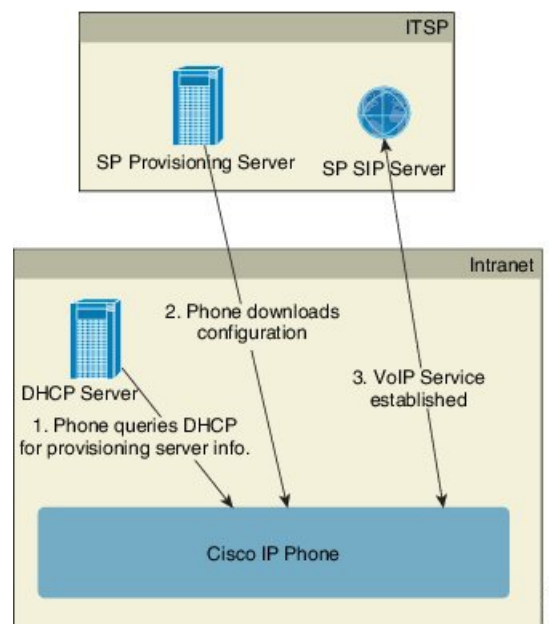 ITSP
SP Provisioning Server
SP SIP Server
Intranet
2. Phone downloads
configuration
DHCP Server
3. VoIP Service
established
1. Phone queries DHCP
for provisioning server info.
Cisco IP Phone